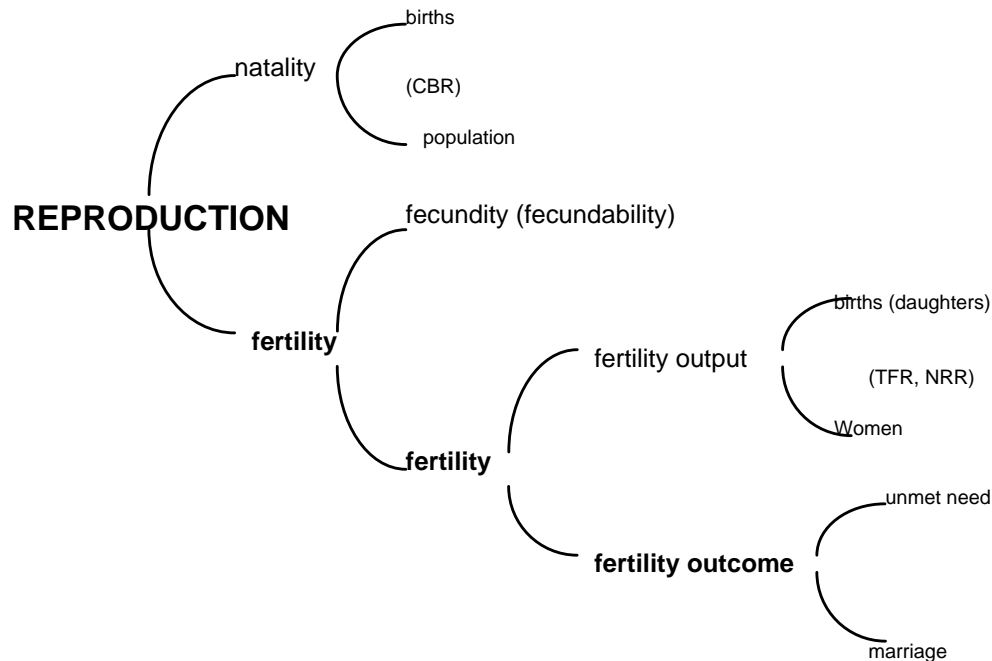 births
natality
(CBR)
population
REPRODUCTION
fecundity (fecundability)
births (daughters)
fertility
fertility output
(TFR, NRR)
Women
fertility
unmet need
fertility outcome
marriage